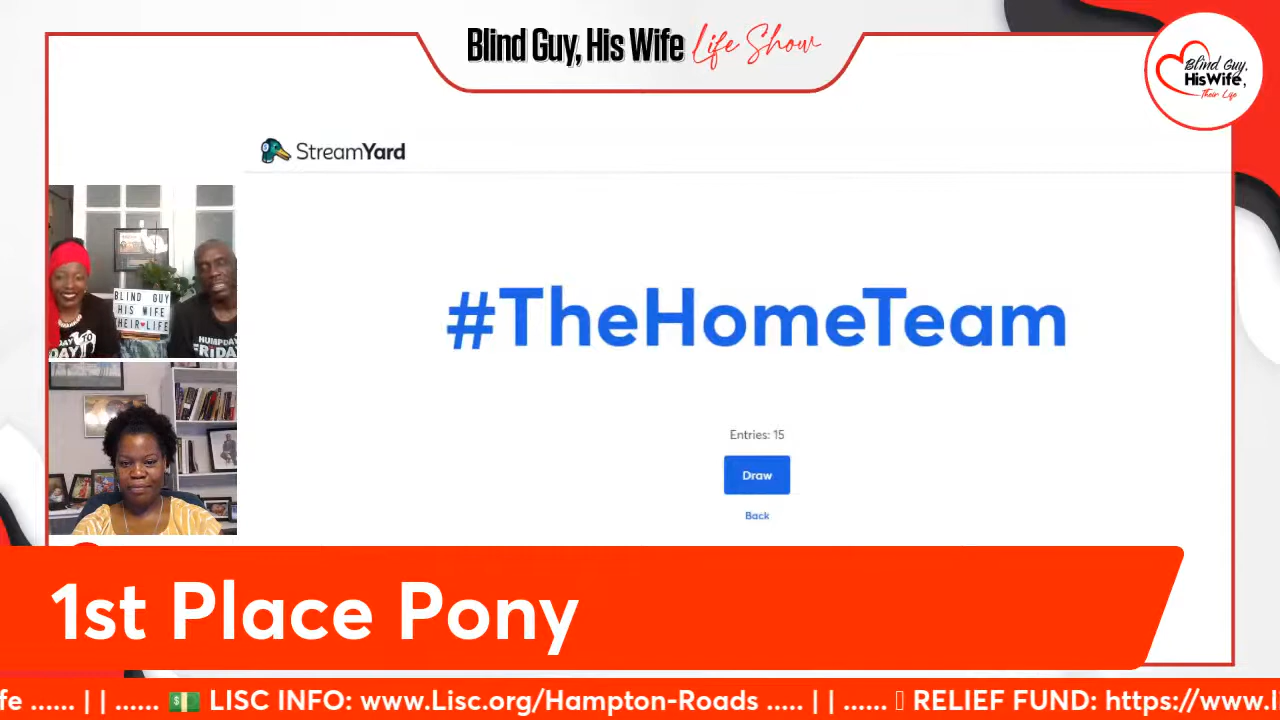 Blind Guy, His Wife Life Show
Blind Guy,
His Wife,
Their Life
StreamYard
BLIND GUY
HIS WIFE
THEIR♥LIFE
HUMPDAY
FRIDAY
#TheHomeTeam
Entries: 15
Draw
Back
1st Place Pony
fe ...... | | ...... 💵 LISC INFO: www.Lisc.org/Hampton-Roads ..... | | ...... RELIEF FUND: https://www.l